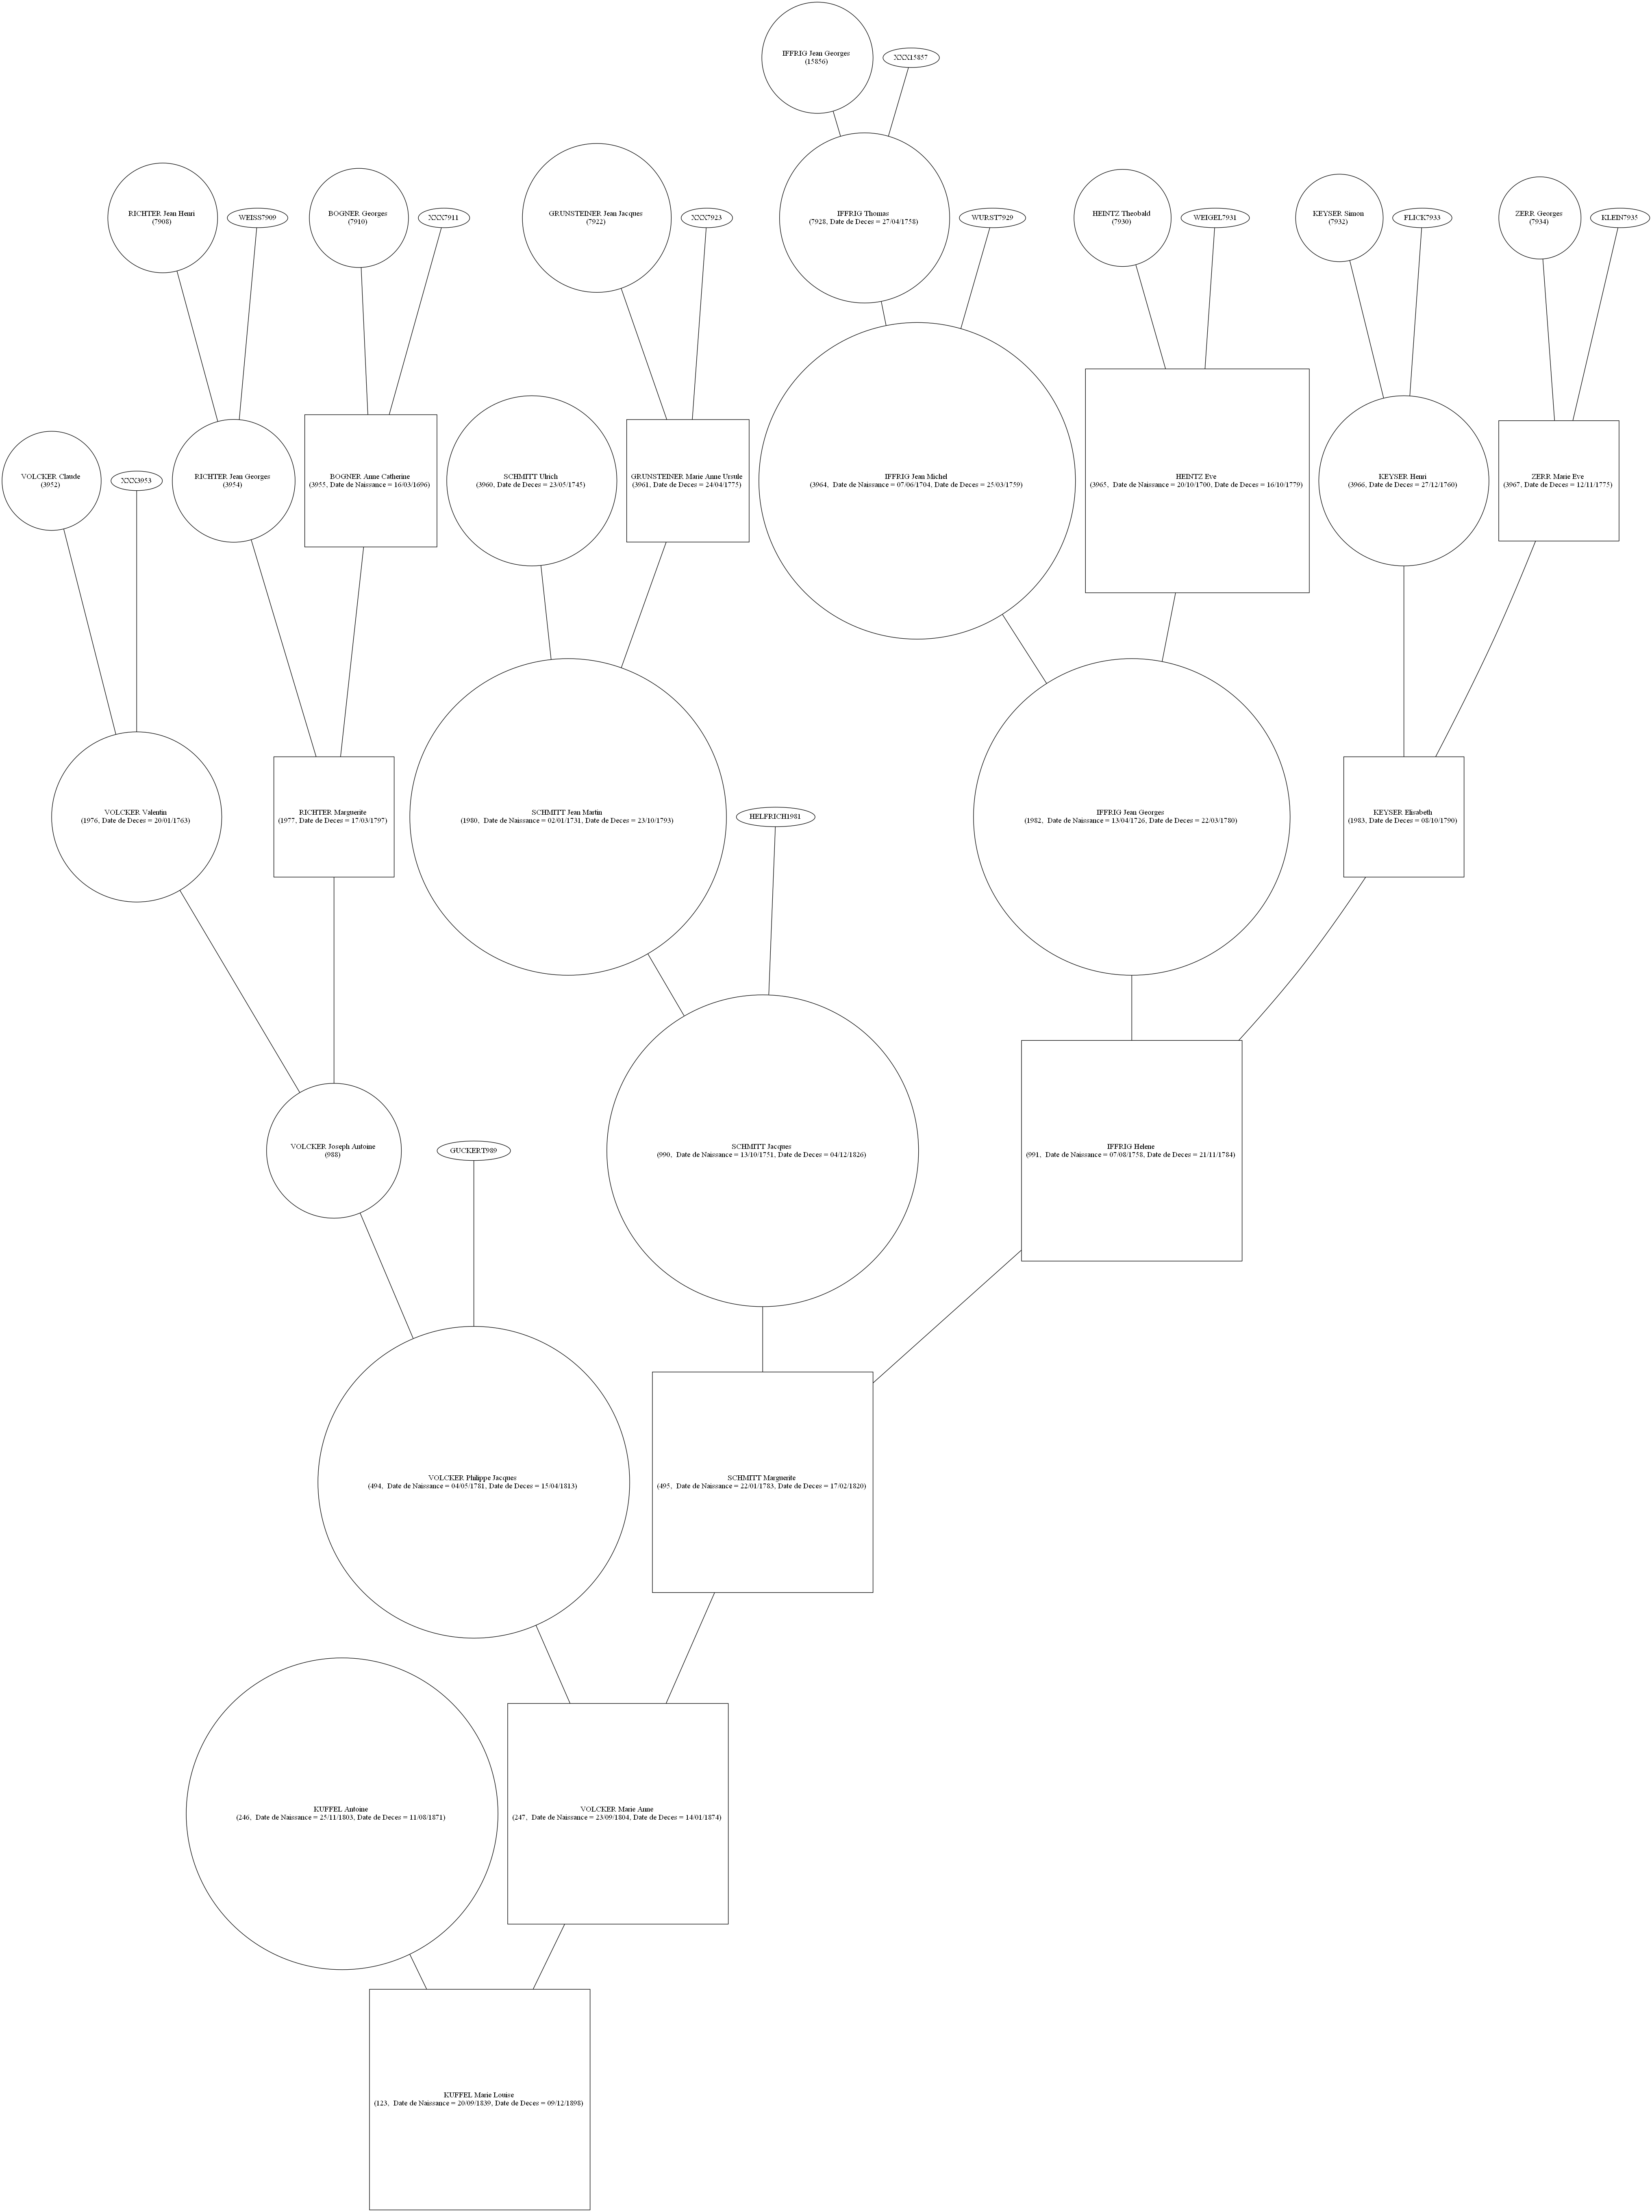 IFFRIG Jean Georges
(15856)
XXX15857
RICHTER Jean Henri
(7908)
WEISS7909
BOGNER Georges
(7910)
XXX7911
GRUNSTEINER Jean Jacques
(7922)
XXX7923
IFFRIG Thomas
(7928, Date de Deces = 27/04/1758)
WURST7929
HEINTZ Theobald
(7930)
WEIGEL7931
KEYSER Simon
(7932)
FLICK7933
ZERR Georges
(7934)
KLEIN7935
VOLCKER Claude
(3952)
XXX3953
RICHTER Jean Georges
(3954)
BOGNER Anne Catherine
(3955, Date de Naissance = 16/03/1696)
SCHMITT Ulrich
(3960, Date de Deces = 23/05/1745)
GRUNSTEINER Marie Anne Ursule
(3961, Date de Deces = 24/04/1775)
IFFRIG Jean Michel
(3964,  Date de Naissance = 07/06/1704, Date de Deces = 25/03/1759)
HEINTZ Eve
(3965,  Date de Naissance = 20/10/1700, Date de Deces = 16/10/1779)
KEYSER Henri
(3966, Date de Deces = 27/12/1760)
ZERR Marie Eve
(3967, Date de Deces = 12/11/1775)
VOLCKER Valentin
(1976, Date de Deces = 20/01/1763)
RICHTER Marguerite
(1977, Date de Deces = 17/03/1797)
SCHMITT Jean Martin
(1980,  Date de Naissance = 02/01/1731, Date de Deces = 23/10/1793)
HELFRICH1981
IFFRIG Jean Georges
(1982,  Date de Naissance = 13/04/1726, Date de Deces = 22/03/1780)
KEYSER Elisabeth
(1983, Date de Deces = 08/10/1790)
VOLCKER Joseph Antoine
(988)
GUCKERT989
SCHMITT Jacques
(990,  Date de Naissance = 13/10/1751, Date de Deces = 04/12/1826)
IFFRIG Helene
(991,  Date de Naissance = 07/08/1758, Date de Deces = 21/11/1784)
VOLCKER Philippe Jacques
(494,  Date de Naissance = 04/05/1781, Date de Deces = 15/04/1813)
SCHMITT Marguerite
(495,  Date de Naissance = 22/01/1783, Date de Deces = 17/02/1820)
KUFFEL Antoine
(246,  Date de Naissance = 25/11/1803, Date de Deces = 11/08/1871)
VOLCKER Marie Anne
(247,  Date de Naissance = 23/09/1804, Date de Deces = 14/01/1874)
KUFFEL Marie Louise
(123,  Date de Naissance = 20/09/1839, Date de Deces = 09/12/1898)